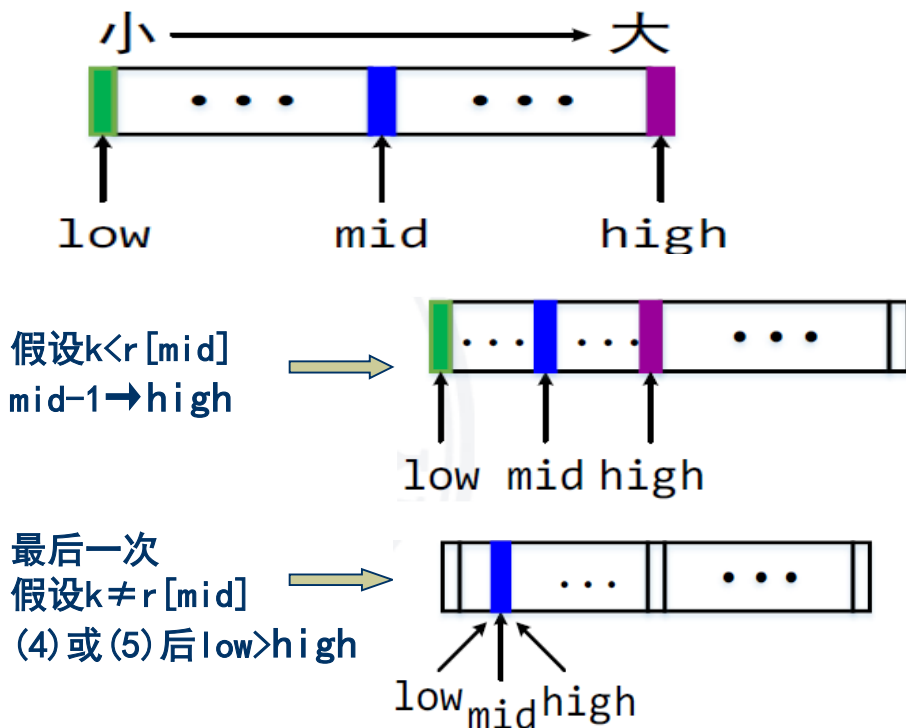 小 大
low mid high
假设k<r[mid]
mid-1→high
low mid high
最后一次
假设k≠r[mid]
(4)或(5)后low>high
low mid high